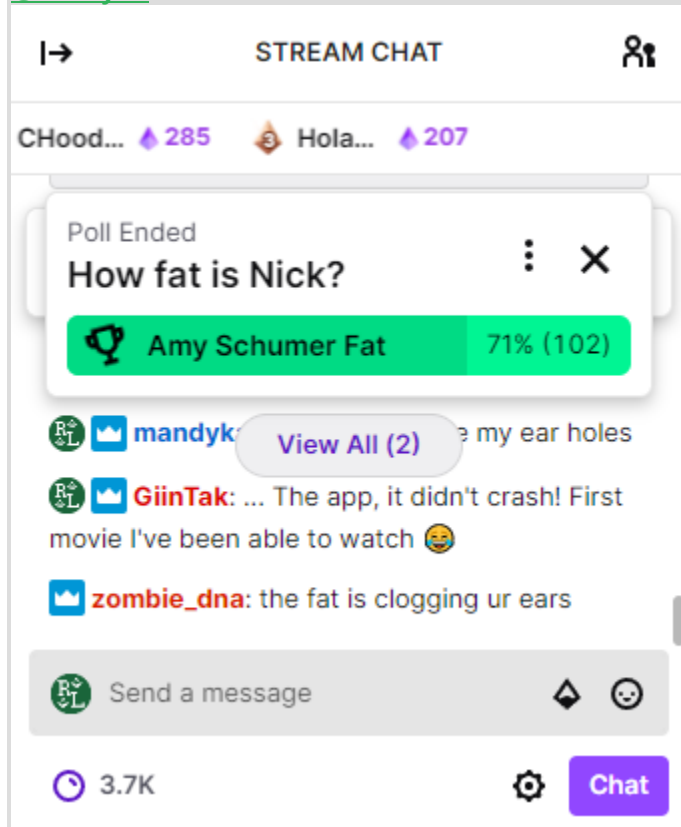 STREAM CHAT
CHood... 285 Hola... 207
Poll Ended
How fat is Nick?
Amy Schumer Fat 71% (102)
View All (2) my ear holes
GiinTak: ... The app, it didn't crash! First
movie I've been able to watch 😂
zombie_dna: the fat is clogging ur ears
Send a message
3.7K Chat